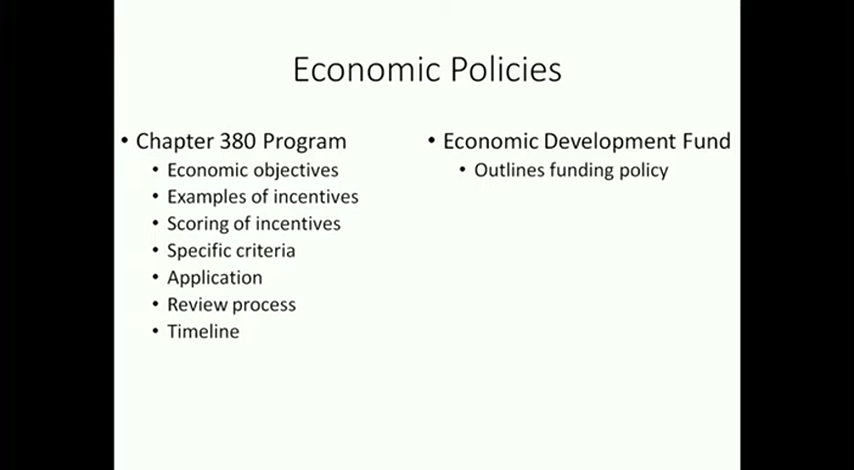 Economic Policies
• Chapter 380 Program
• Economic objectives
• Examples of incentives
• Scoring of incentives
• Specific criteria
• Application
• Review process
• Timeline
• Economic Development Fund
• Outlines funding policy